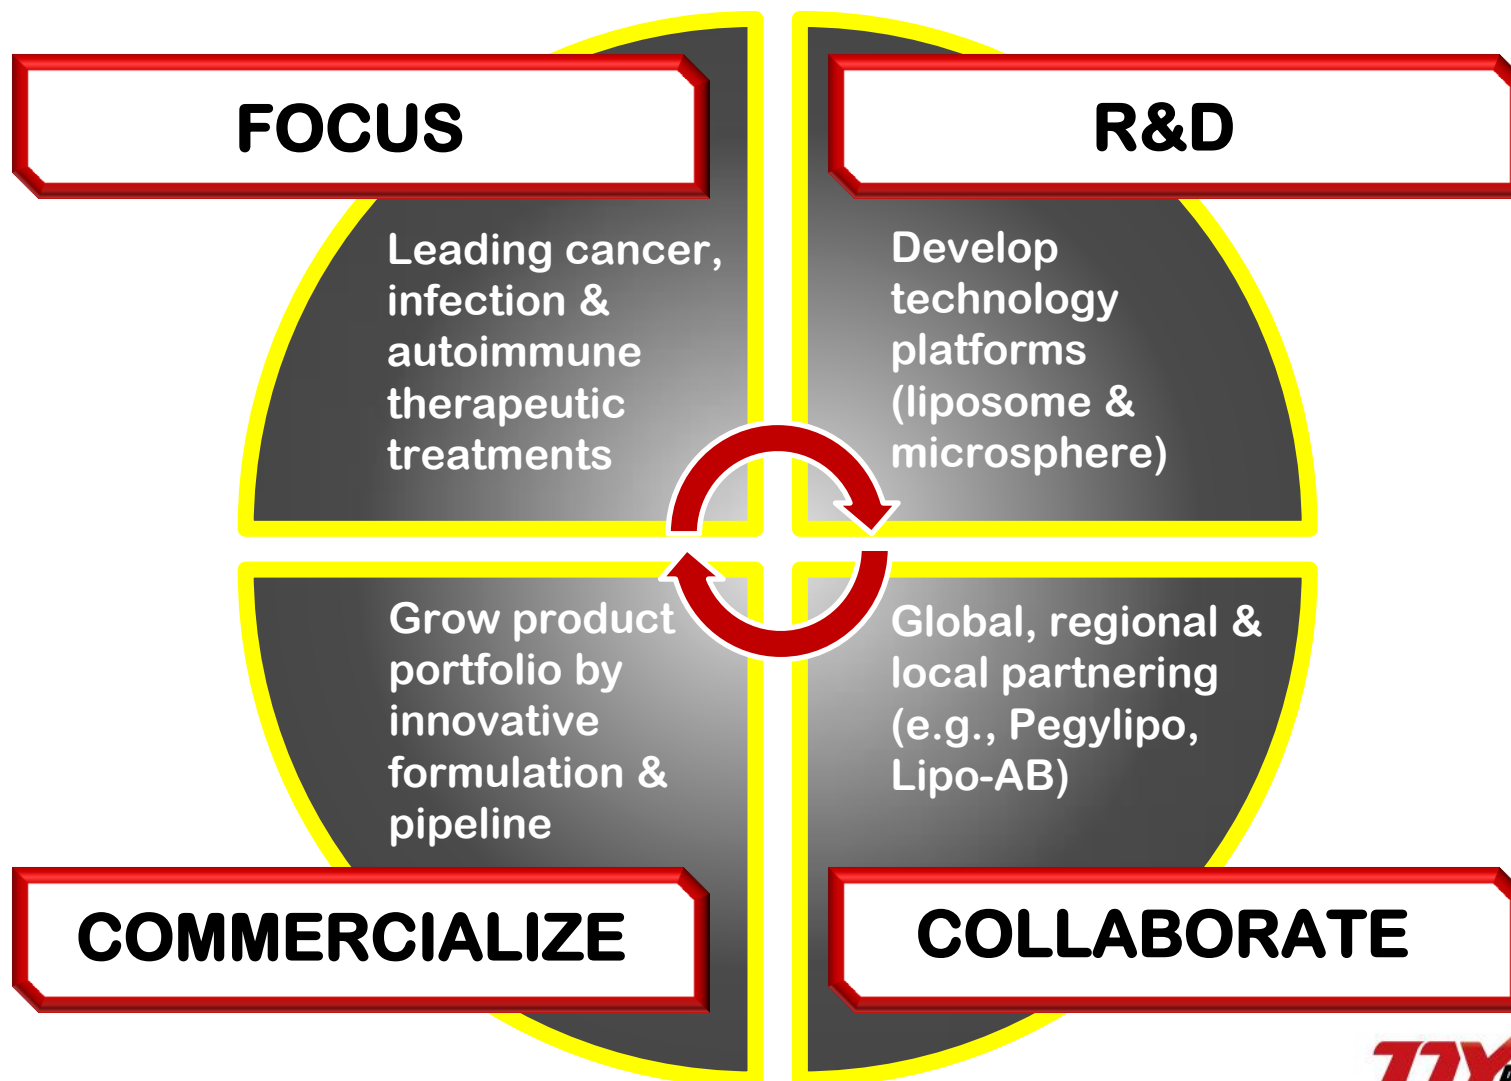 FOCUS
Leading cancer,
infection &
autoimmune
therapeutic
treatments
R&D
Develop
technology
platforms
(liposome &
microsphere)
Grow product
portfolio by
innovative
formulation &
pipeline
COMMERCIALIZE
Global, regional &
local partnering
(e.g., Pegylipo,
Lipo-AB)
COLLABORATE
TTY